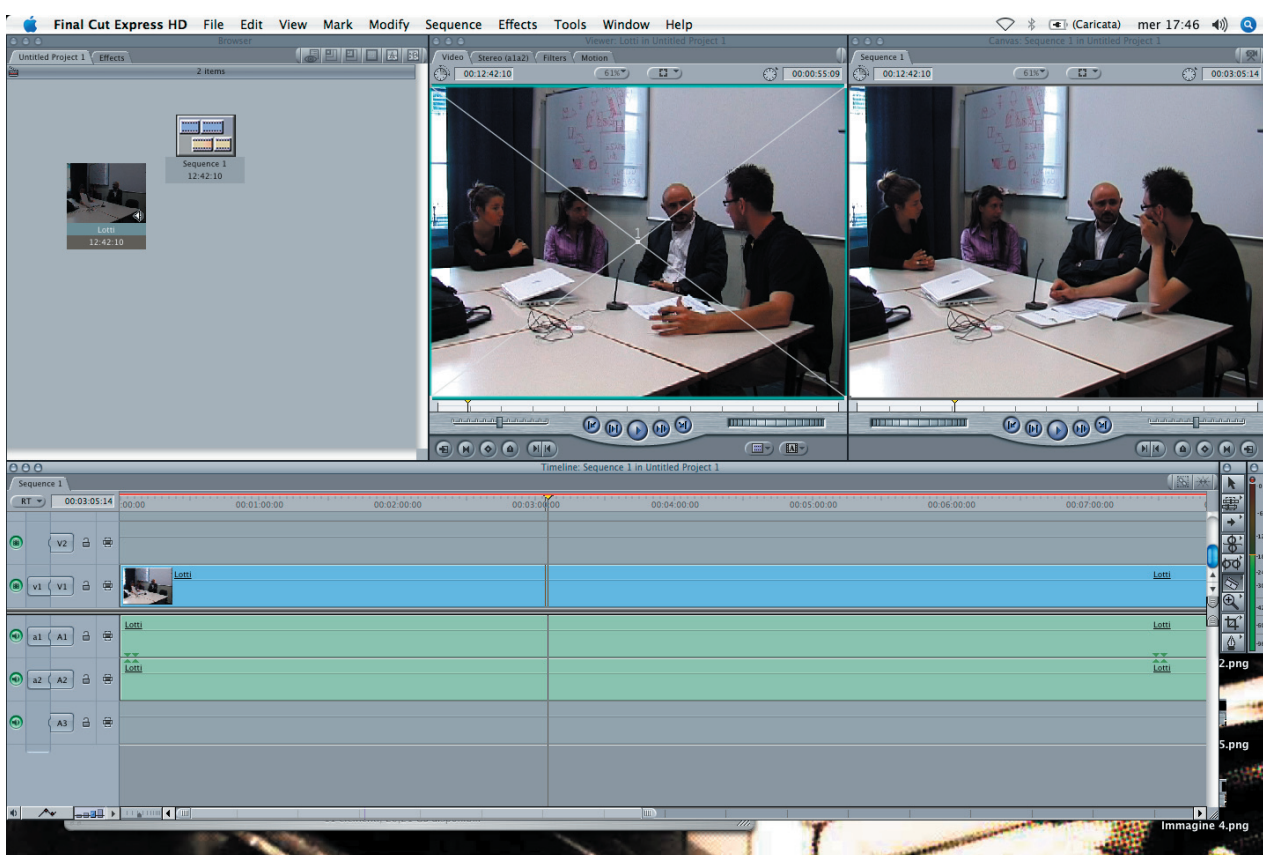 Final Cut Express HD File Edit View Mark Modify Sequence Effects Tools Window Help (Caricata) mer 17:46
Browser
Untitled Project 1 Effects
2 items
Sequence 1
12:42:10
Lotti
12:42:10
Viewer: Lotti in Untitled Project 1
Video Stereo (a1a2) Filters Motion
00:12:42:10 61% 00:00:55:09
1
Canvas: Sequence 1 in Untitled Project 1
Sequence 1
00:12:42:10 61% 00:03:05:14
Timeline: Sequence 1 in Untitled Project 1
Sequence 1
RT 00:03:05:14 :00:00 00:01:00:00 00:02:00:00 00:03:00:00 00:04:00:00 00:05:00:00 00:06:00:00 00:07:00:00
V2
v1 V1 Lotti Lotti
a1 A1 Lotti Lotti
a2 A2 Lotti Lotti
A3
2.png
5.png
Immagine 4.png